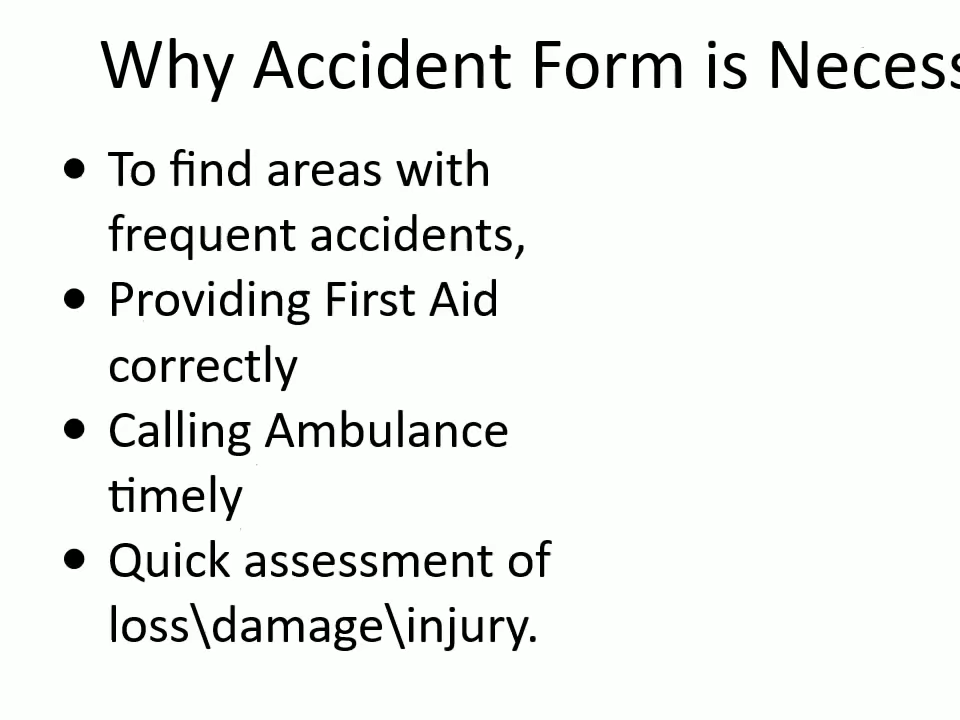 Why Accident Form is Necess
• To find areas with
frequent accidents,
• Providing First Aid
correctly
• Calling Ambulance
timely
• Quick assessment of
loss\damage\injury.